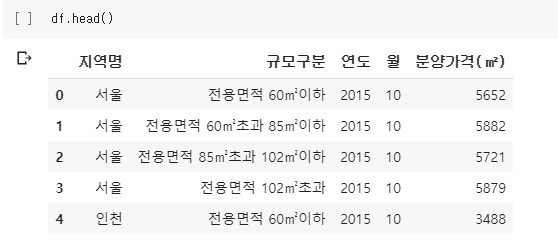 [ ] df.head()
지역명 규모구분 연도 월 분양가격(㎡)
0 서울 전용면적 60㎡이하 2015 10 5652
1 서울 전용면적 60㎡초과 85㎡이하 2015 10 5882
2 서울 전용면적 85㎡초과 102㎡이하 2015 10 5721
3 서울 전용면적 102㎡초과 2015 10 5879
4 인천 전용면적 60㎡이하 2015 10 3488